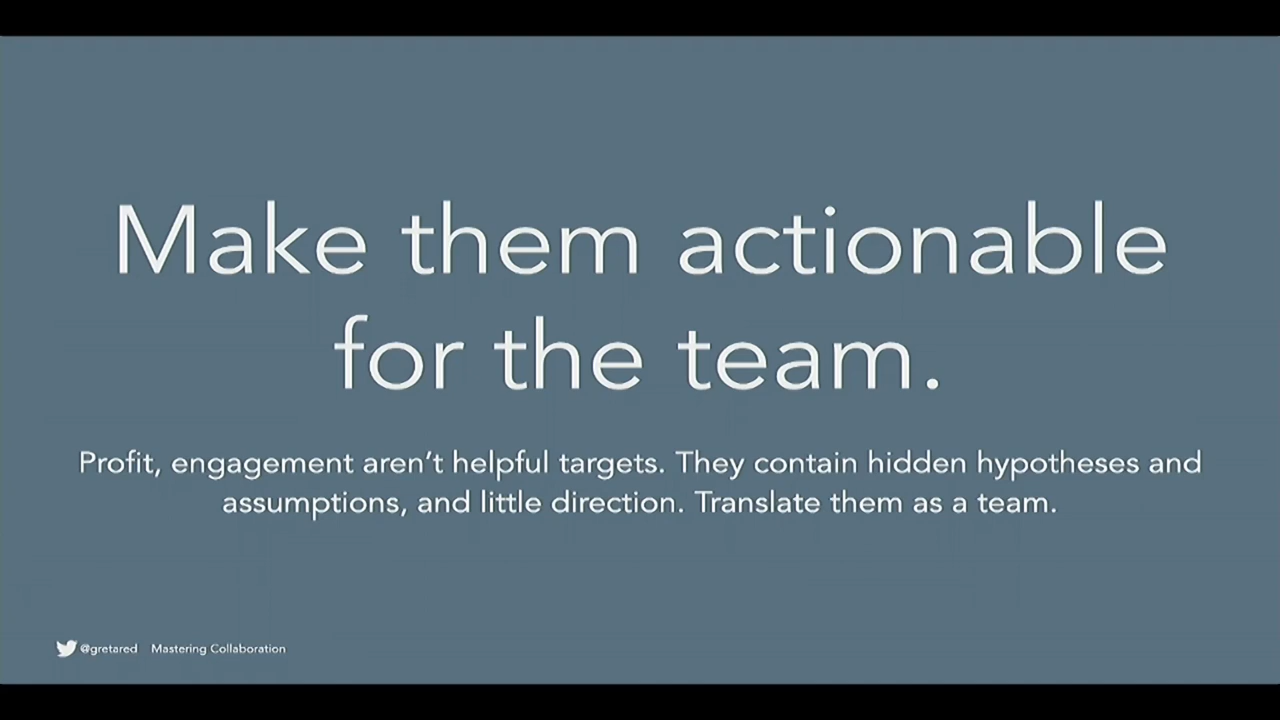 Make them actionable
for the team.
Profit, engagement aren’t helpful targets. They contain hidden hypotheses and
assumptions, and little direction. Translate them as a team.
@gretared Mastering Collaboration